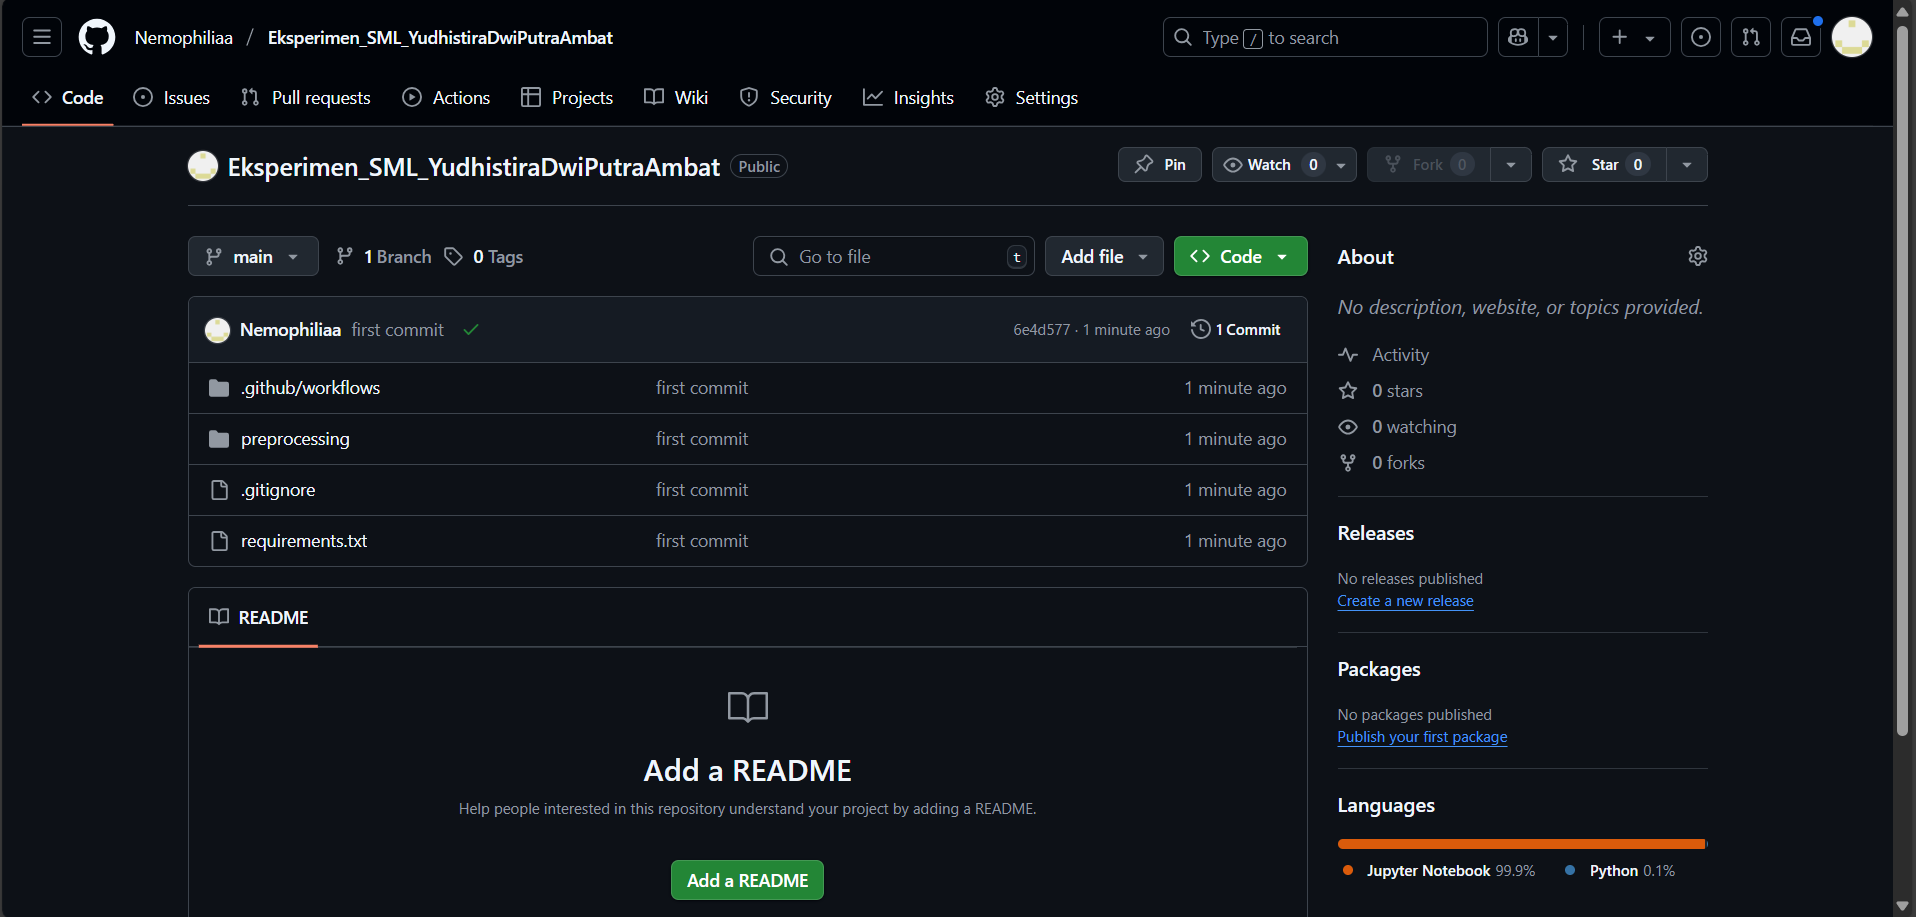 Nemophiliaa / Eksperimen_SML_YudhistiraDwiPutraAmbat
Type / to search
Code Issues Pull requests Actions Projects Wiki Security Insights Settings
Eksperimen_SML_YudhistiraDwiPutraAmbat Public
Pin Watch 0 Fork 0 Star 0
main 1 Branch 0 Tags
Go to file t
Add file
Code
Nemophiliaa first commit
6e4d577 · 1 minute ago 1 Commit
.github/workflows first commit 1 minute ago
preprocessing first commit 1 minute ago
.gitignore first commit 1 minute ago
requirements.txt first commit 1 minute ago
README
Add a README
Help people interested in this repository understand your project by adding a README.
Add a README
About
No description, website, or topics provided.
Activity
0 stars
0 watching
0 forks
Releases
No releases published
Create a new release
Packages
No packages published
Publish your first package
Languages
Jupyter Notebook 99.9% Python 0.1%